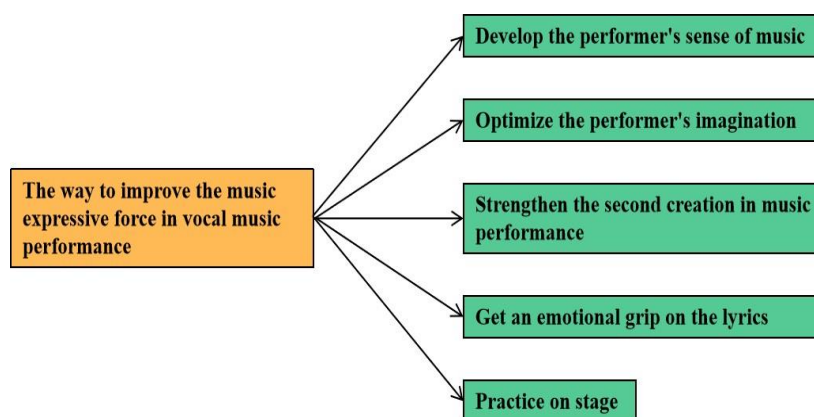 Develop the performer's sense of music
Optimize the performer's imagination
The way to improve the music
expressive force in vocal music
performance
Strengthen the second creation in music
performance
Get an emotional grip on the lyrics
Practice on stage